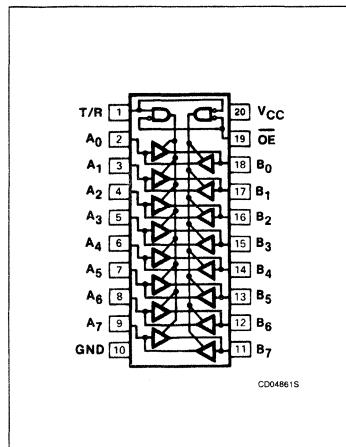 T/R 1 20 VCC
A0 2 19 OE
A1 3 18 B0
A2 4 17 B1
A3 5 16 B2
A4 6 15 B3
A5 7 14 B4
A6 8 13 B5
A7 9 12 B6
GND 10 11 B7
CD04861S